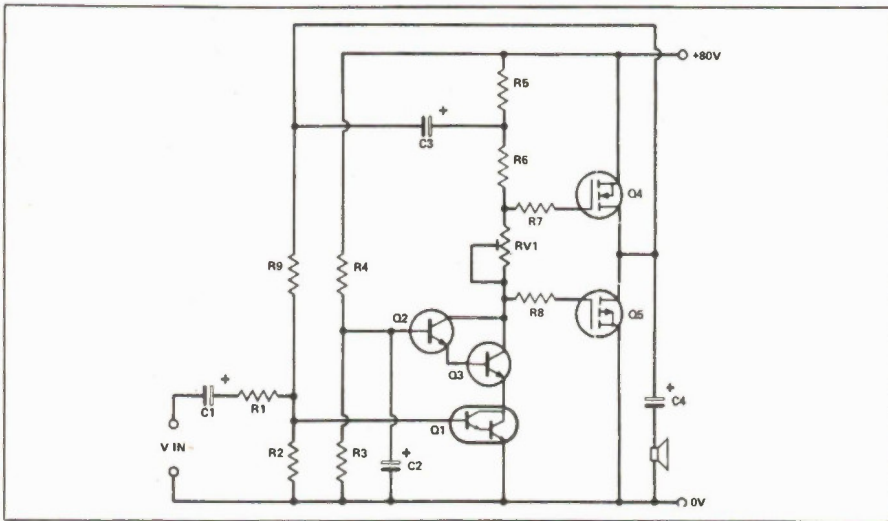 +80V
R5
C3
+
R6
Q4
R7
R9
R4
RV1
Q2
R8
Q5
Q3
+
C1
R1
+
C4
Q1
V IN
R2
R3
+
C2
0V